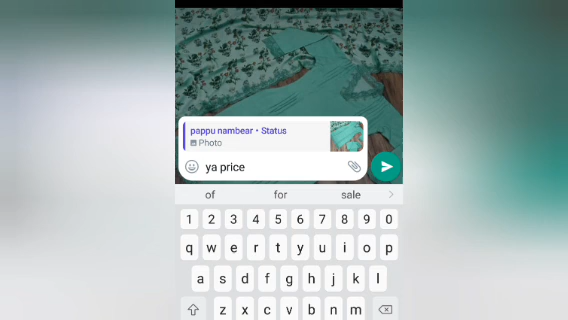 pappu nambear • Status
Photo
ya price
of for sale
1 2 3 4 5 6 7 8 9 0
q w e r t y u i o p
a s d f g h j k l
z x c v b n m